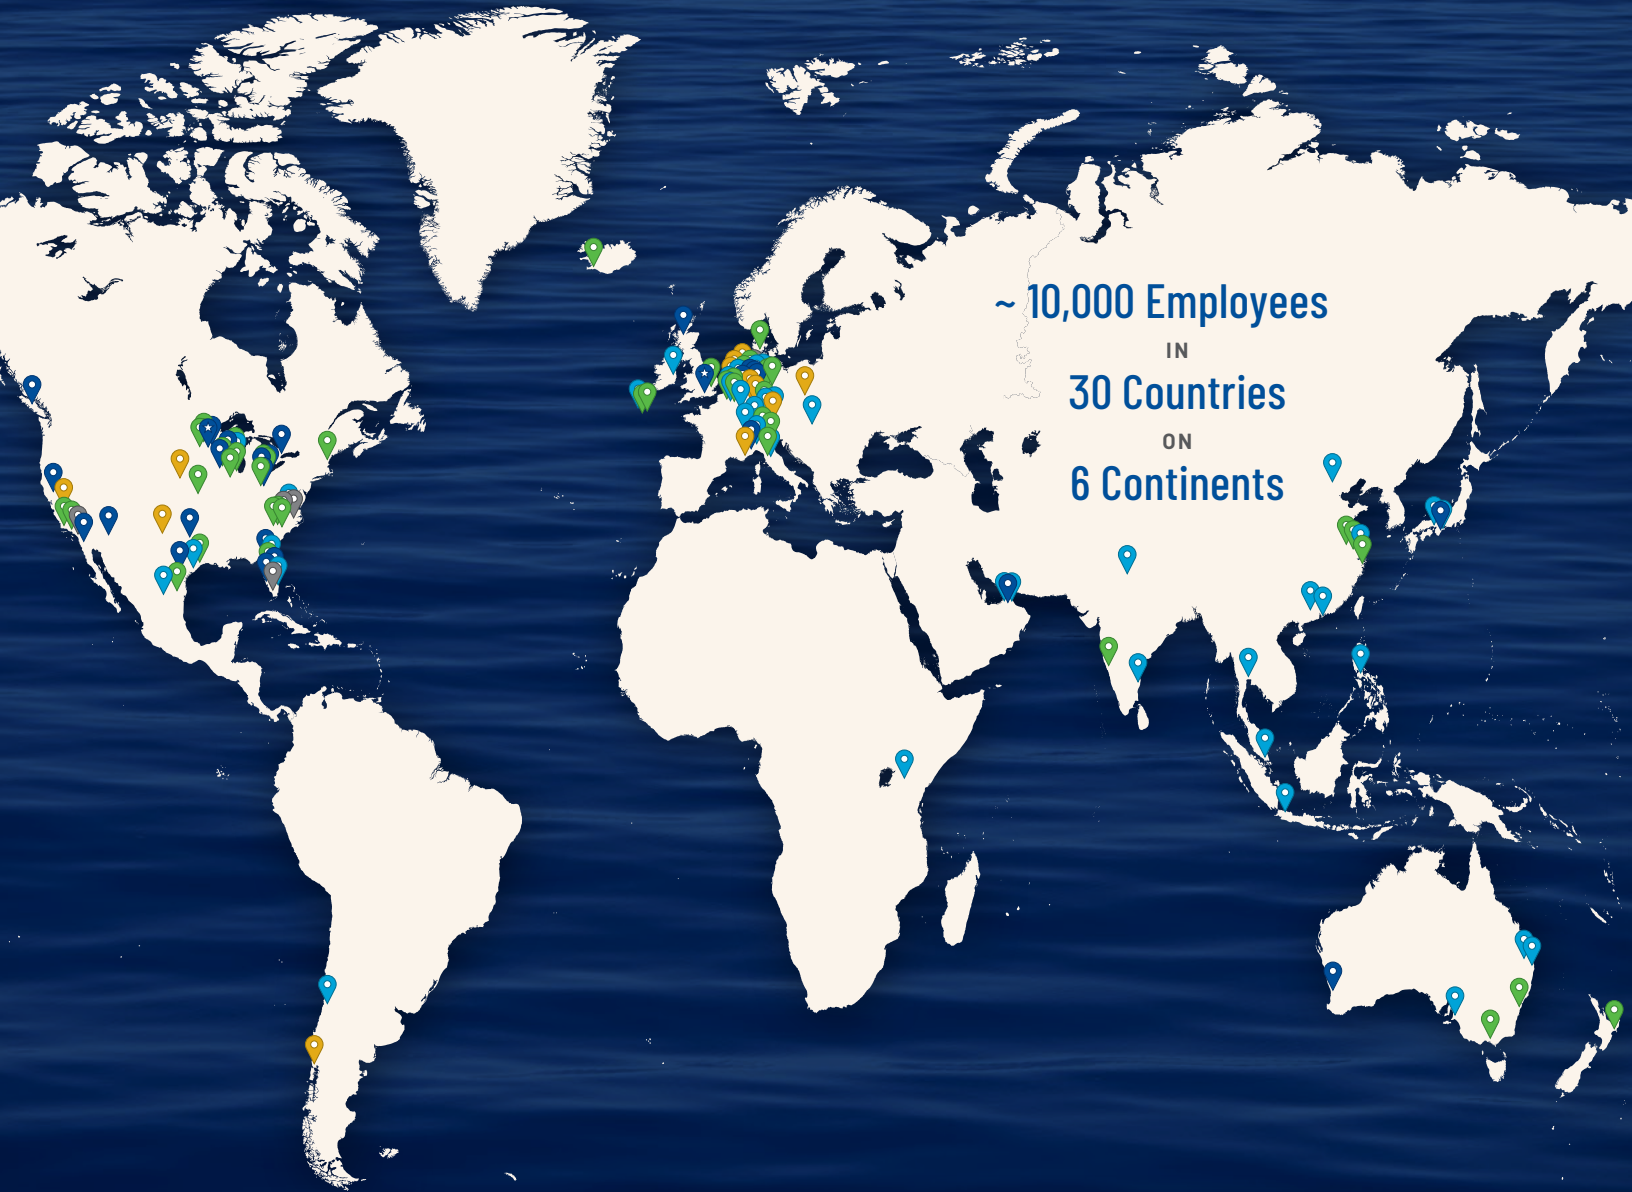 ~ 10,000 Employees
IN
30 Countries
ON
6 Continents